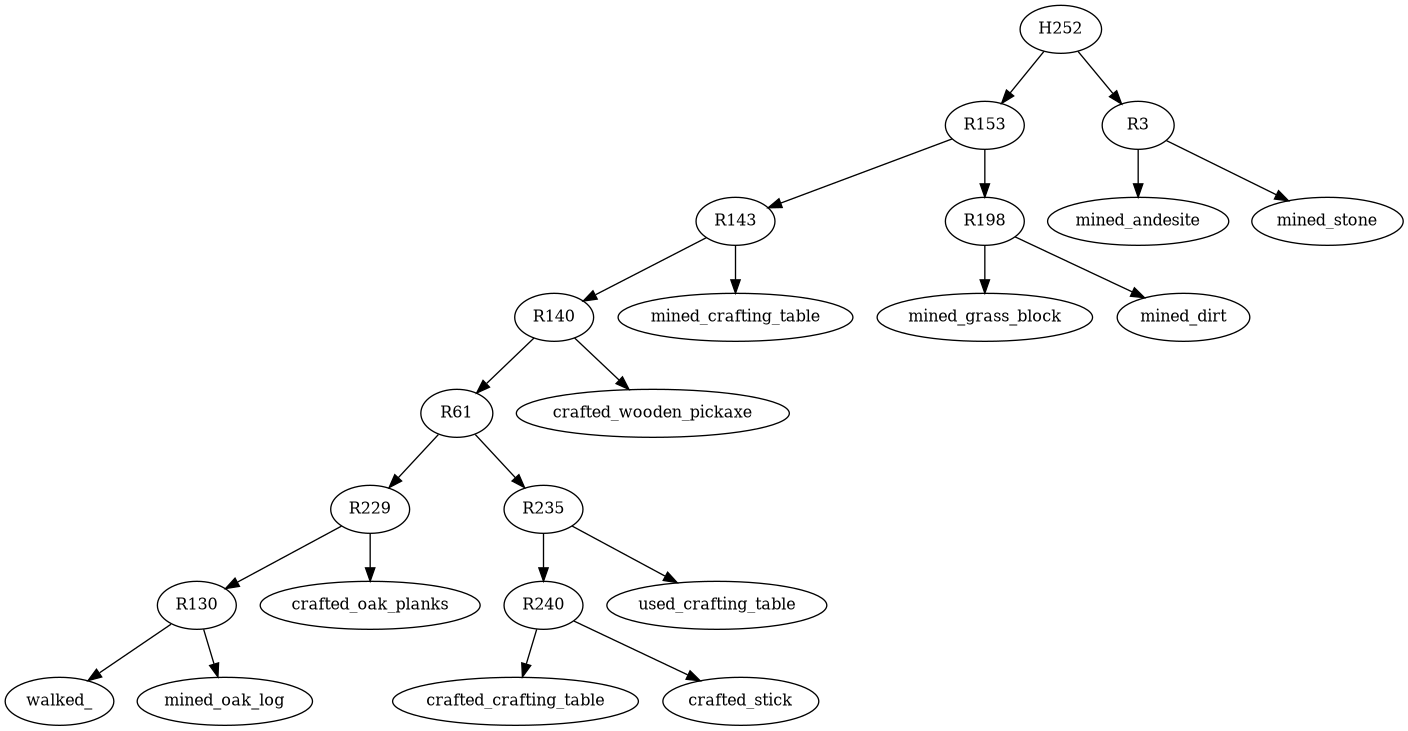 H252
R153
R3
R143
R198
mined_andesite
mined_stone
R140
mined_crafting_table
mined_grass_block
mined_dirt
R61
crafted_wooden_pickaxe
R229
R235
R130
crafted_oak_planks
R240
used_crafting_table
walked_
mined_oak_log
crafted_crafting_table
crafted_stick